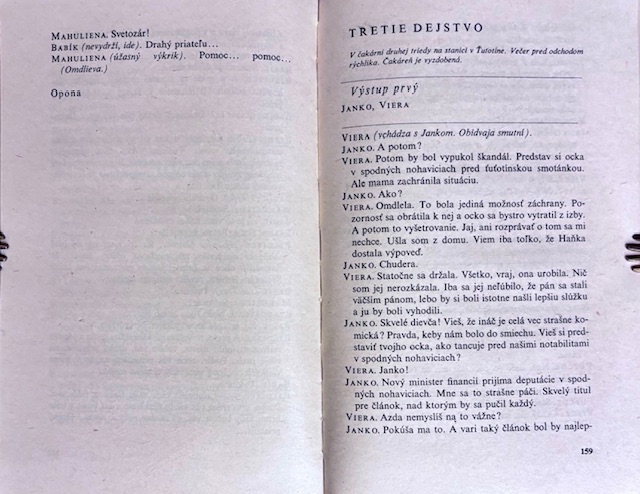 MAHULIENA. Svetozár!
BABÍK (nevydrží, ide). Drahý priateľu...
MAHULIENA (úžasný výkrik). Pomoc... pomoc...
(Omdlieva.)
Opona
TRETIE DEJSTVO
V čakárni druhej triedy na stanici v Ťutotíne. Večer pred odchodom
rýchlika. Čakáreň je vyzdobená.
Výstup prvý
JANKO, VIERA
VIERA (vchádza s Jankom. Obidvaja smutní).
JANKO. A potom?
VIERA. Potom by bol vypukol škandál. Predstav si ocka
v spodných nohaviciach pred ťuťotínskou smotánkou.
Ale mama zachránila situáciu.
JANKO. Ako?
VIERA. Omdlela. To bola jediná možnosť záchrany. Po-
zornosť sa obrátila k nej a ocko sa bystro vytratil z izby.
A potom to vyšetrovanie. Jaj, ani rozprávať o tom sa mi
nechce. Ušla som z domu. Viem iba toľko, že Haňka
dostala výpoveď.
JANKO. Chudera.
VIERA. Statočne sa držala. Všetko, vraj, ona urobila. Nič
som jej nerozkázala. Iba sa jej neľúbilo, že pán sa stali
väčším pánom, lebo by si boli istotne našli lepšiu slúžku
a ju by boli vyhodili.
JANKO. Skvelé dievča! Vieš, že ináč je celá vec strašne ko-
mická? Pravda, keby nám bolo do smiechu. Vieš si pred-
staviť tvojho ocka, ako tancuje pred našimi notabilitami
v spodných nohaviciach?
VIERA. Janko!
JANKO. Nový minister financií prijíma deputácie v spod-
ných nohaviciach. Mne sa to strašne páči. Skvelý titul
pre článok, nad ktorým by sa pučil každý.
VIERA. Azda nemyslíš na to vážne?
JANKO. Pokúša ma to. A vari taký článok bol by najlep-
159